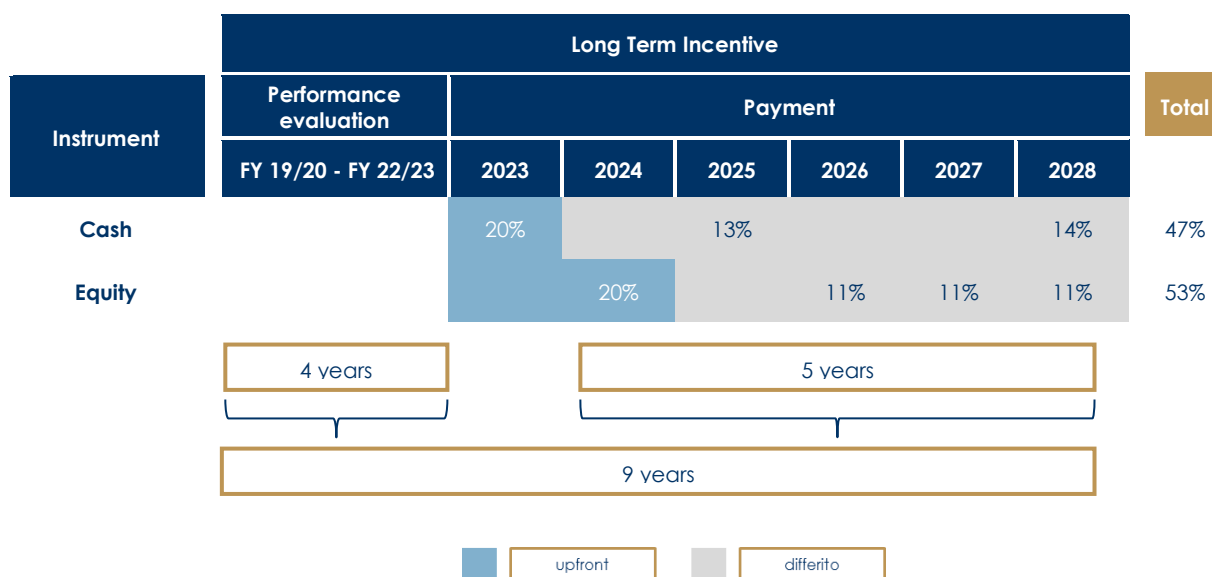 Long Term Incentive
Instrument
Performance
evaluation
Payment
Total
FY 19/20 - FY 22/23 2023 2024 2025 2026 2027 2028
Cash 20% 13% 14% 47%
Equity 20% 11% 11% 11% 53%
4 years 5 years
9 years
upfront differito